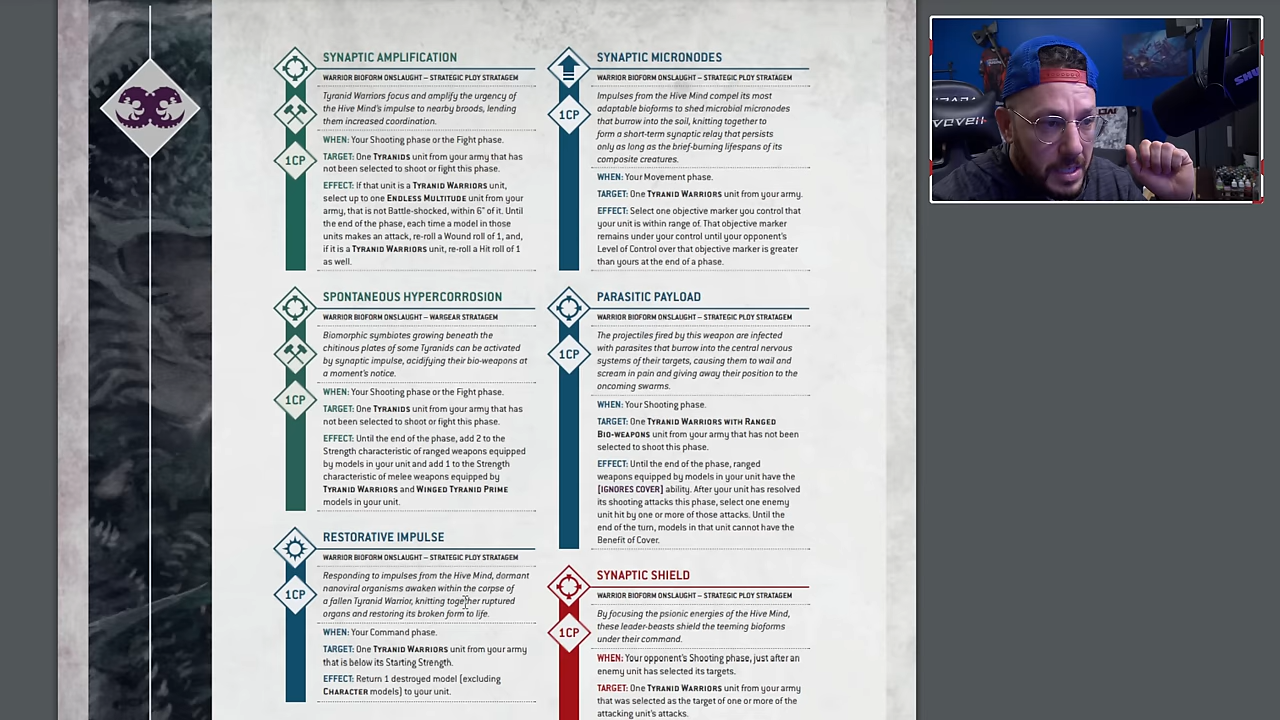 SYNAPTIC AMPLIFICATION
WARRIOR BIOFORM ONSLAUGHT – STRATEGIC PLOY STRATAGEM
Tyranid Warriors focus and amplify the urgency of
the Hive Mind's impulse to nearby broods, lending
them increased coordination.
WHEN: Your Shooting phase or the Fight phase.
1CP
TARGET: One TYRANIDS unit from your army that has
not been selected to shoot or fight this phase.
EFFECT: If that unit is a TYRANID WARRIORS unit,
select up to one ENDLESS MULTITUDE unit from your
army, that is not Battle-shocked, within 6" of it. Until
the end of the phase, each time a model in those
units makes an attack, re-roll a Wound roll of 1, and,
if it is a TYRANID WARRIORS unit, re-roll a Hit roll of 1
as well.
SPONTANEOUS HYPERCORROSION
WARRIOR BIOFORM ONSLAUGHT – WARGEAR STRATAGEM
Biomorphic symbiotes growing beneath the
chitinous plates of some Tyranids can be activated
by synaptic impulse, acidifying their bio-weapons at
a moment's notice.
WHEN: Your Shooting phase or the Fight phase.
1CP
TARGET: One TYRANIDS unit from your army that has
not been selected to shoot or fight this phase.
EFFECT: Until the end of the phase, add 2 to the
Strength characteristic of ranged weapons equipped
by models in your unit and add 1 to the Strength
characteristic of melee weapons equipped by
TYRANID WARRIORS and WINGED TYRANID PRIME
models in your unit.
RESTORATIVE IMPULSE
WARRIOR BIOFORM ONSLAUGHT – STRATEGIC PLOY STRATAGEM
Responding to impulses from the Hive Mind, dormant
nanoviral organisms awaken within the corpse of
1CP
a fallen Tyranid Warrior, knitting together ruptured
organs and restoring its broken form to life.
WHEN: Your Command phase.
TARGET: One TYRANID WARRIORS unit from your army
that is below its Starting Strength.
EFFECT: Return 1 destroyed model (excluding
CHARACTER models) to your unit.
SYNAPTIC MICRONODES
WARRIOR BIOFORM ONSLAUGHT – STRATEGIC PLOY STRATAGEM
Impulses from the Hive Mind compel its most
adaptable bioforms to shed microbial micronodes
1CP
that burrow into the soil, knitting together to
form a short-term synaptic relay that persists
only as long as the brief-burning lifespans of its
composite creatures.
WHEN: Your Movement phase.
TARGET: One TYRANID WARRIORS unit from your army.
EFFECT: Select one objective marker you control that
your unit is within range of. That objective marker
remains under your control until your opponent's
Level of Control over that objective marker is greater
than yours at the end of a phase.
PARASITIC PAYLOAD
WARRIOR BIOFORM ONSLAUGHT – STRATEGIC PLOY STRATAGEM
The projectiles fired by this weapon are infected
with parasites that burrow into the central nervous
1CP
systems of their targets, causing them to wail and
scream in pain and giving away their position to the
oncoming swarms.
WHEN: Your Shooting phase.
TARGET: One TYRANID WARRIORS WITH RANGED
BIO-WEAPONS unit from your army that has not been
selected to shoot this phase.
EFFECT: Until the end of the phase, ranged
weapons equipped by models in your unit have the
[IGNORES COVER] ability. After your unit has resolved
its shooting attacks this phase, select one enemy
unit hit by one or more of those attacks. Until the
end of the turn, models in that unit cannot have the
Benefit of Cover.
SYNAPTIC SHIELD
WARRIOR BIOFORM ONSLAUGHT – STRATEGIC PLOY STRATAGEM
By focusing the psionic energies of the Hive Mind,
these leader-beasts shield the teeming bioforms
1CP
under their command.
WHEN: Your opponent's Shooting phase, just after an
enemy unit has selected its targets.
TARGET: One TYRANID WARRIORS unit from your army
that was selected as the target of one or more of the
attacking unit's attacks.
SHU